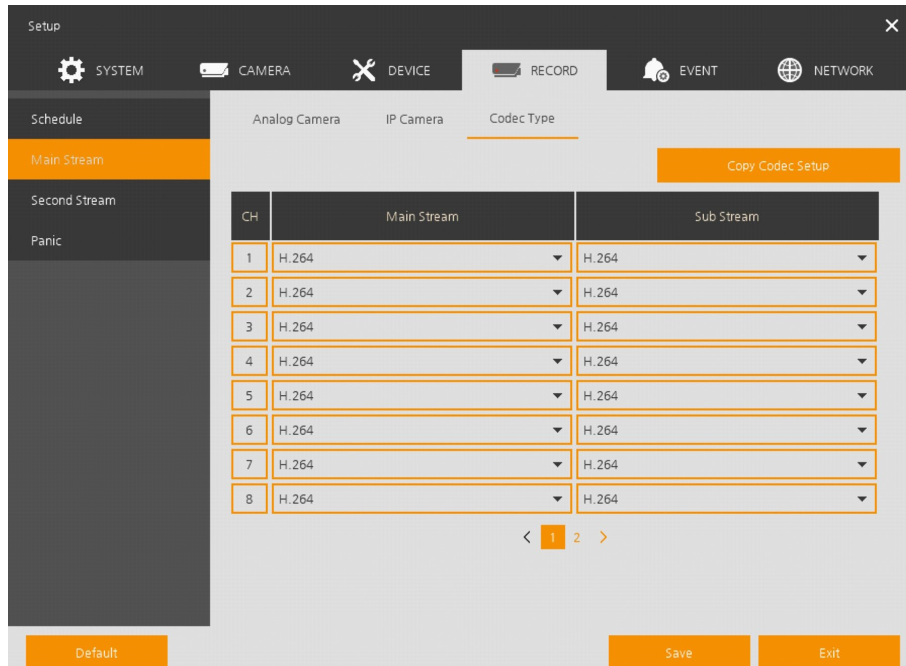 Setup
SYSTEM CAMERA DEVICE RECORD EVENT NETWORK
Schedule
Main Stream
Second Stream
Panic
Analog Camera IP Camera Codec Type
Copy Codec Setup
CH Main Stream Sub Stream
1 H.264 H.264
2 H.264 H.264
3 H.264 H.264
4 H.264 H.264
5 H.264 H.264
6 H.264 H.264
7 H.264 H.264
8 H.264 H.264
< 1 2 >
Default Save Exit